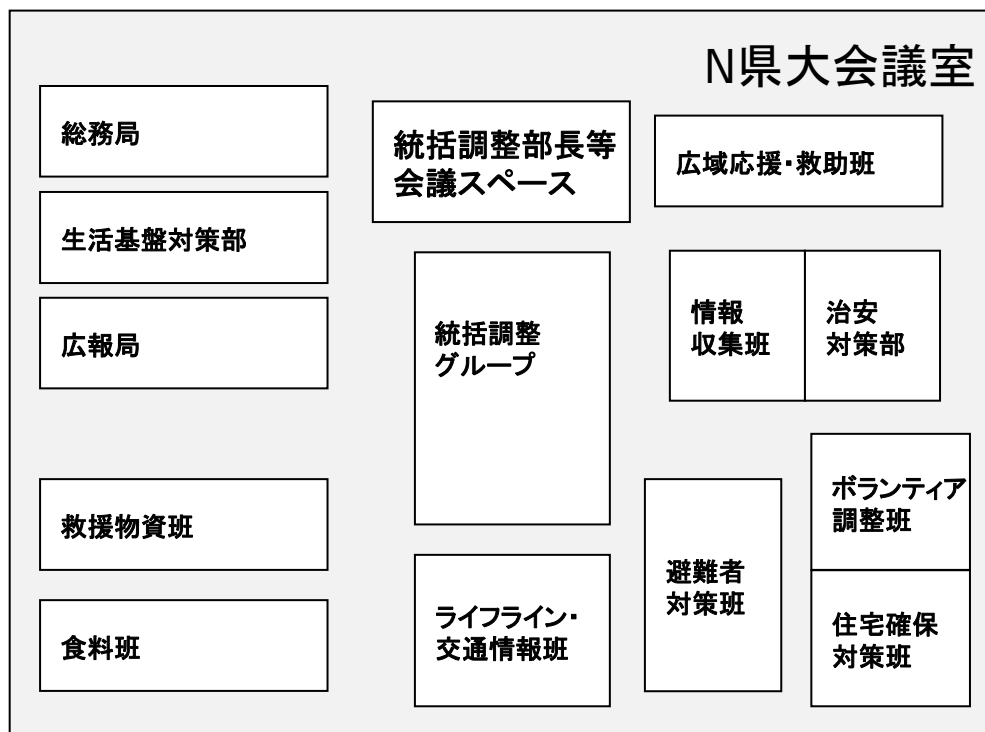 N県大会議室
総務局
生活基盤対策部
広報局
救援物資班
食料班
統括調整部長等
会議スペース
統括調整
グループ
ライフライン・
交通情報班
広域応援・救助班
情報
収集班
治安
対策部
避難者
対策班
ボランティア
調整班
住宅確保
対策班